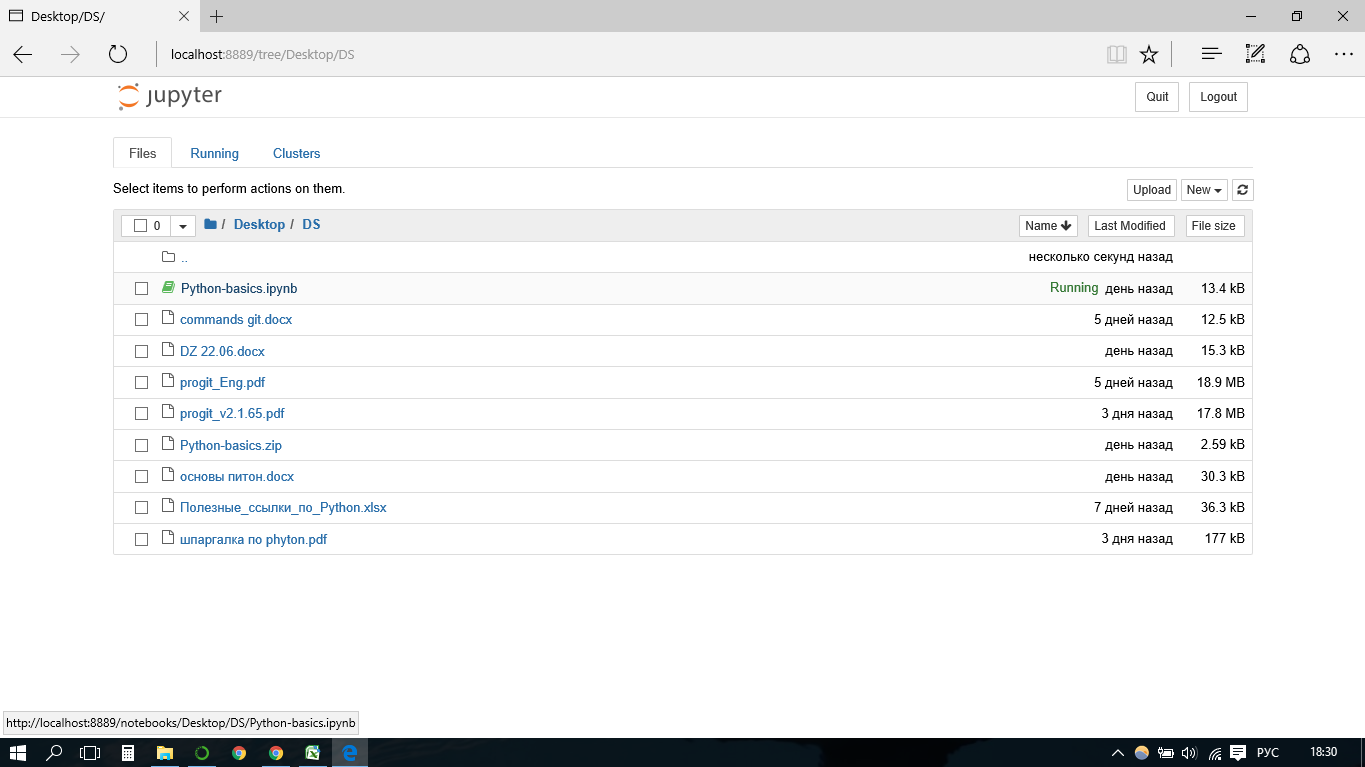 Desktop/DS/
localhost:8889/tree/Desktop/DS
jupyter
Quit Logout
Files Running Clusters
Select items to perform actions on them.
Upload New
0 / Desktop / DS Name Last Modified File size
.. несколько секунд назад
Python-basics.ipynb Running день назад 13.4 kB
commands git.docx 5 дней назад 12.5 kB
DZ 22.06.docx день назад 15.3 kB
progit_Eng.pdf 5 дней назад 18.9 MB
progit_v2.1.65.pdf 3 дня назад 17.8 MB
Python-basics.zip день назад 2.59 kB
основы питон.docx день назад 30.3 kB
Полезные_ссылки_по_Python.xlsx 7 дней назад 36.3 kB
шпаргалка по phyton.pdf 3 дня назад 177 kB
http://localhost:8889/notebooks/Desktop/DS/Python-basics.ipynb
РУС 18:30